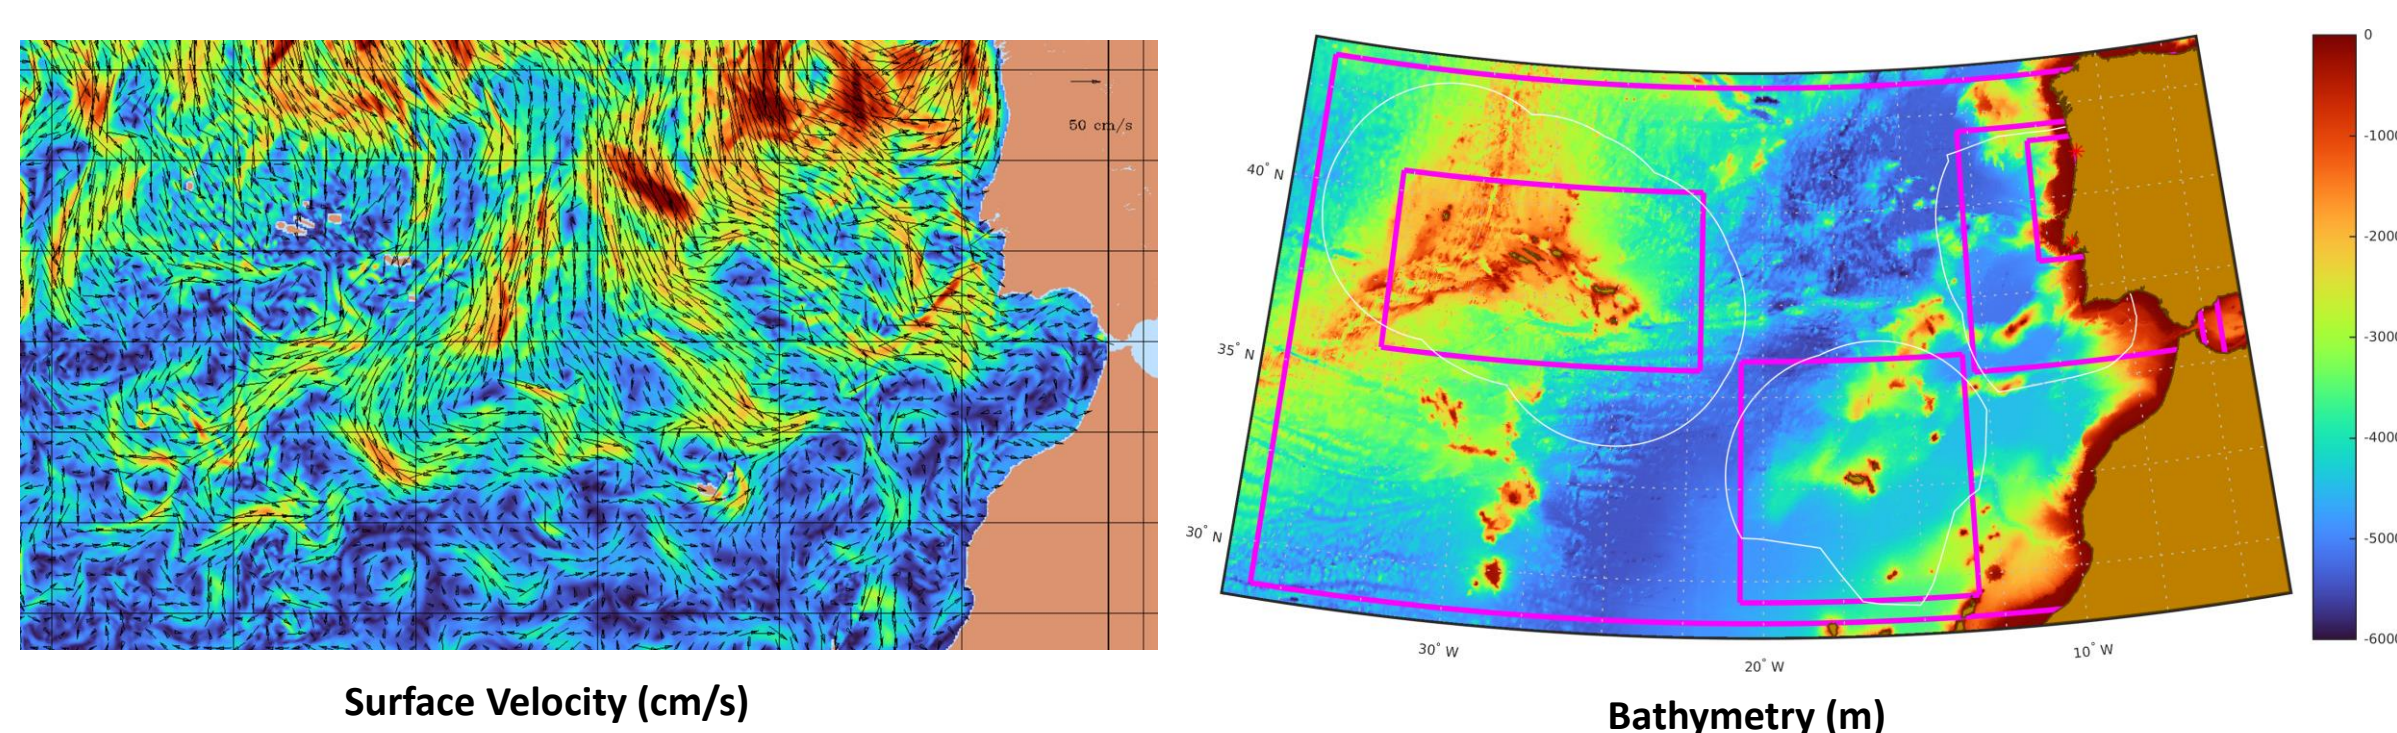 50 cm/s
Surface Velocity (cm/s)
40° N
35° N
30° N
30° W
20° W
10° W
0
-1000
-2000
-3000
-4000
-5000
-6000
Bathymetry (m)